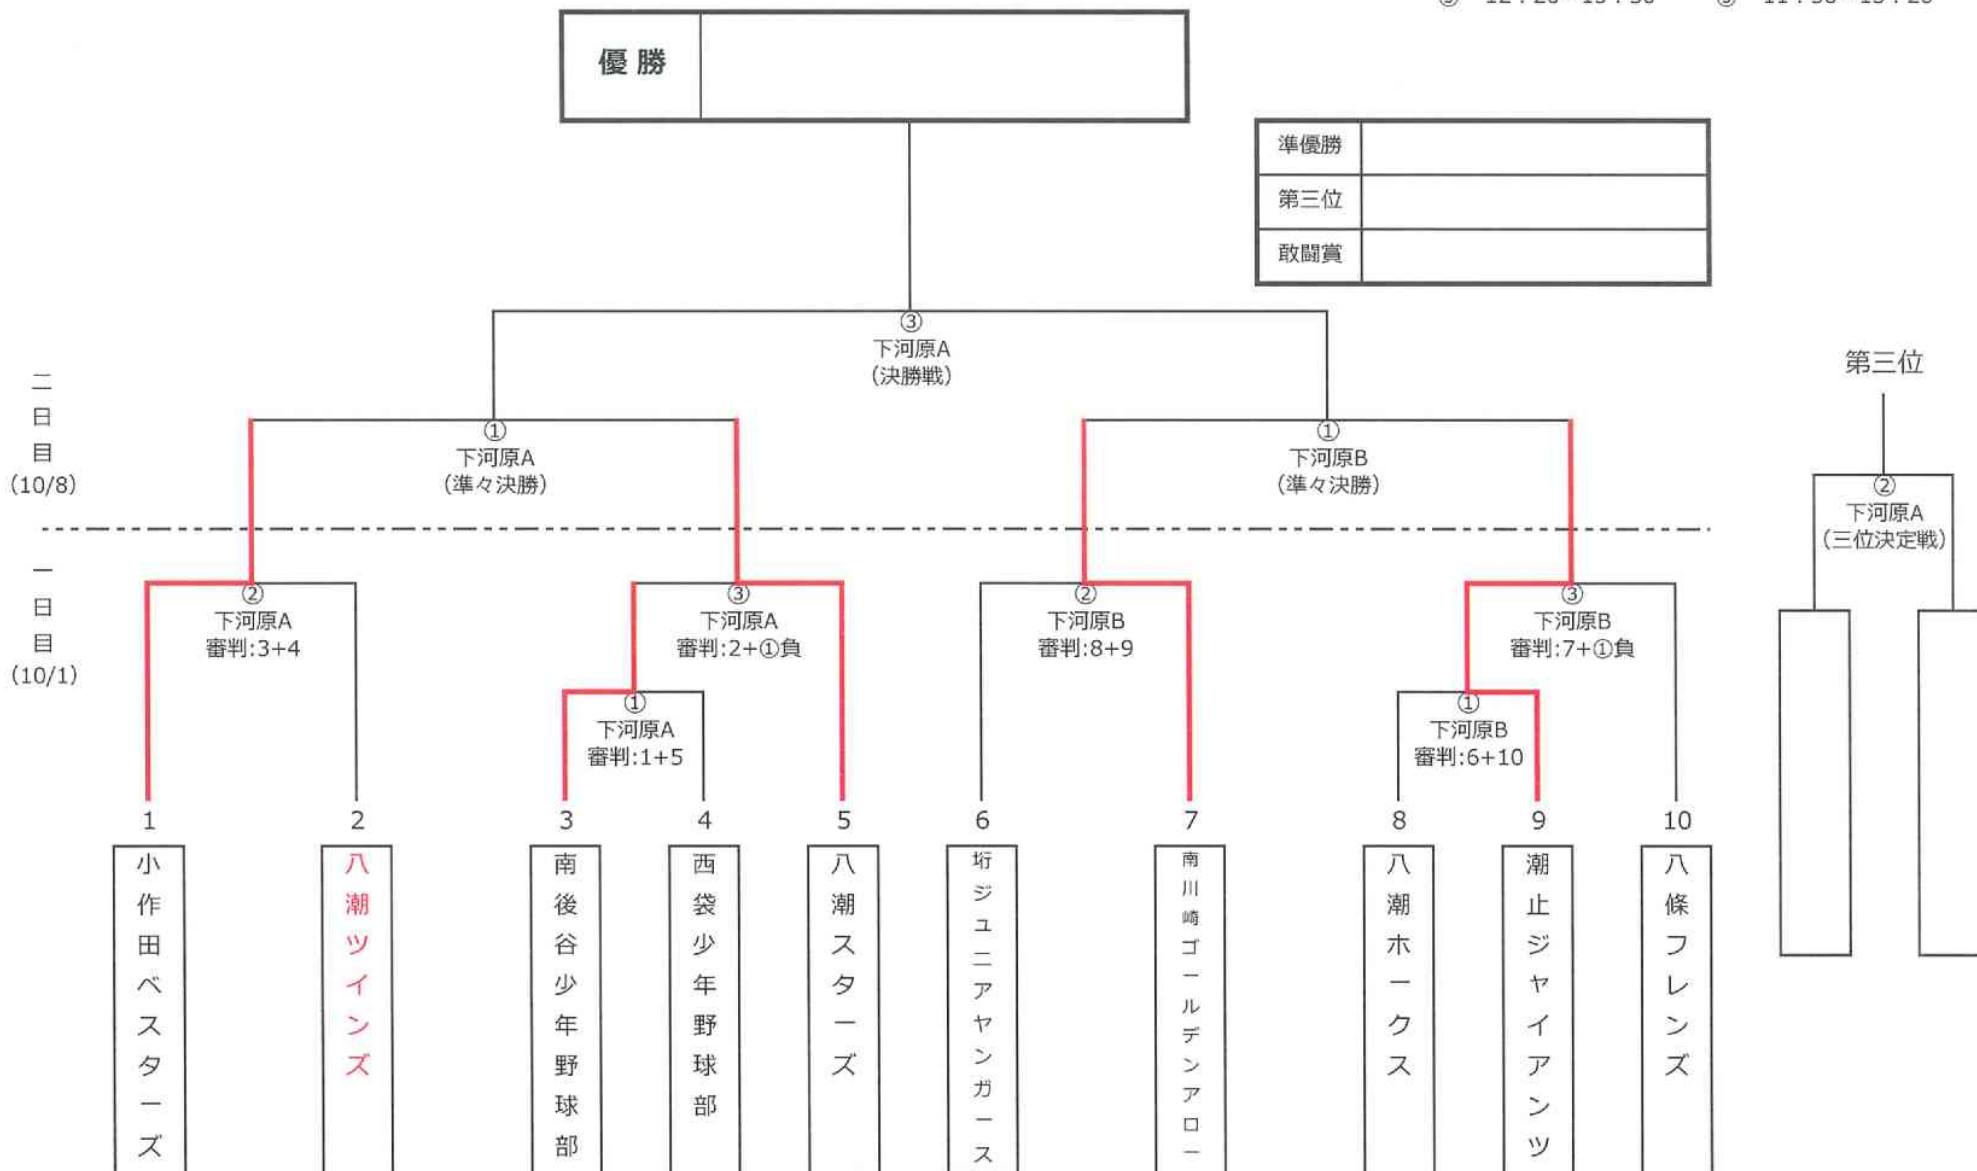 優勝
準優勝
第三位
敢闘賞
③
下河原A
(決勝戦)
第三位
二日目
(10/8)
①
下河原A
(準々決勝)
①
下河原B
(準々決勝)
②
下河原A
(三位決定戦)
一日目
(10/1)
②
下河原A
審判:3+4
③
下河原A
審判:2+①負
②
下河原B
審判:8+9
③
下河原B
審判:7+①負
①
下河原A
審判:1+5
①
下河原B
審判:6+10
1
2
3
4
5
6
7
8
9
10
小作田ベスターズ
八潮ツインズ
南後谷少年野球部
西袋少年野球部
八潮スターズ
垳ジュニアヤンガース
南川崎ゴールデンアロー
八潮ホークス
潮止ジャイアンツ
八條フレンズ